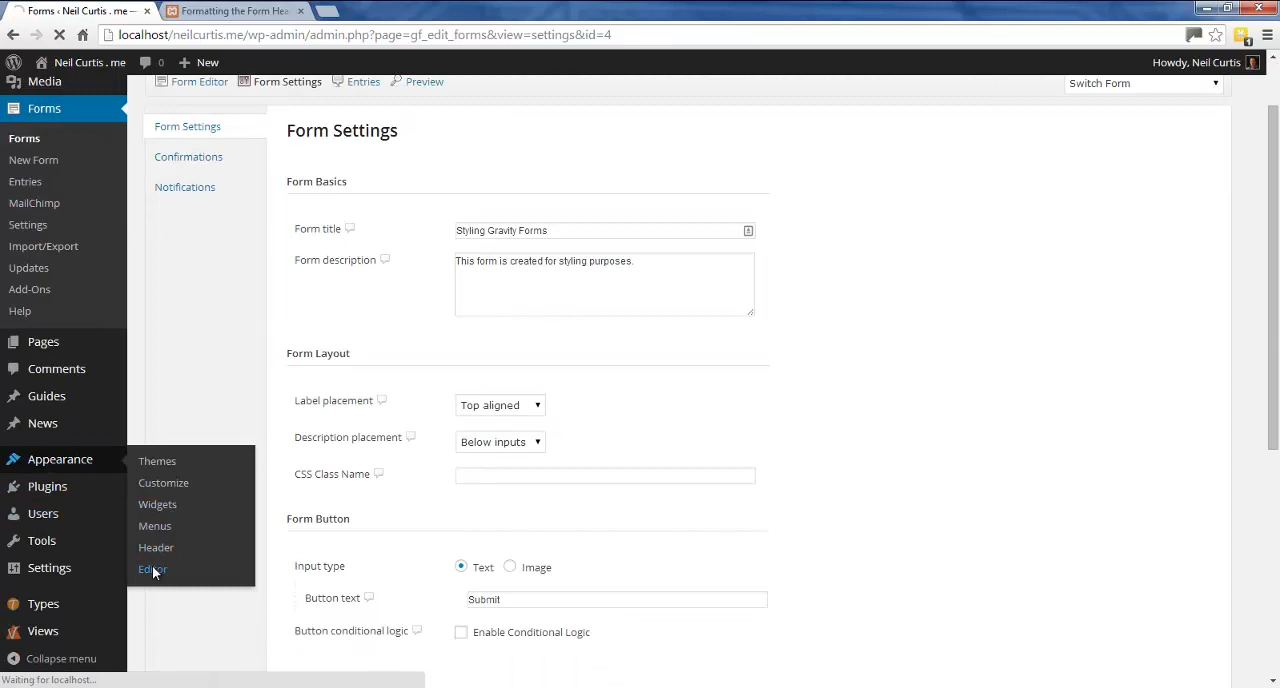 Forms ‹ Neil Curtis . me —
Formatting the Form Hea
localhost/neilcurtis.me/wp-admin/admin.php?page=gf_edit_forms&view=settings&id=4
1
Neil Curtis . me 0 New Howdy, Neil Curtis
Media
Form Editor Form Settings Entries Preview Switch Form
Forms
Forms
New Form
Entries
MailChimp
Settings
Import/Export
Updates
Add-Ons
Help
Pages
Comments
Guides
News
Appearance
Plugins
Users
Tools
Settings
Types
Views
Collapse menu
Themes
Customize
Widgets
Menus
Header
Editor
Form Settings
Confirmations
Notifications
Form Settings
Form Basics
Form title Styling Gravity Forms
Form description This form is created for styling purposes.
Form Layout
Label placement Top aligned
Description placement Below inputs
CSS Class Name
Form Button
Input type Text Image
Button text Submit
Button conditional logic Enable Conditional Logic
Waiting for localhost...